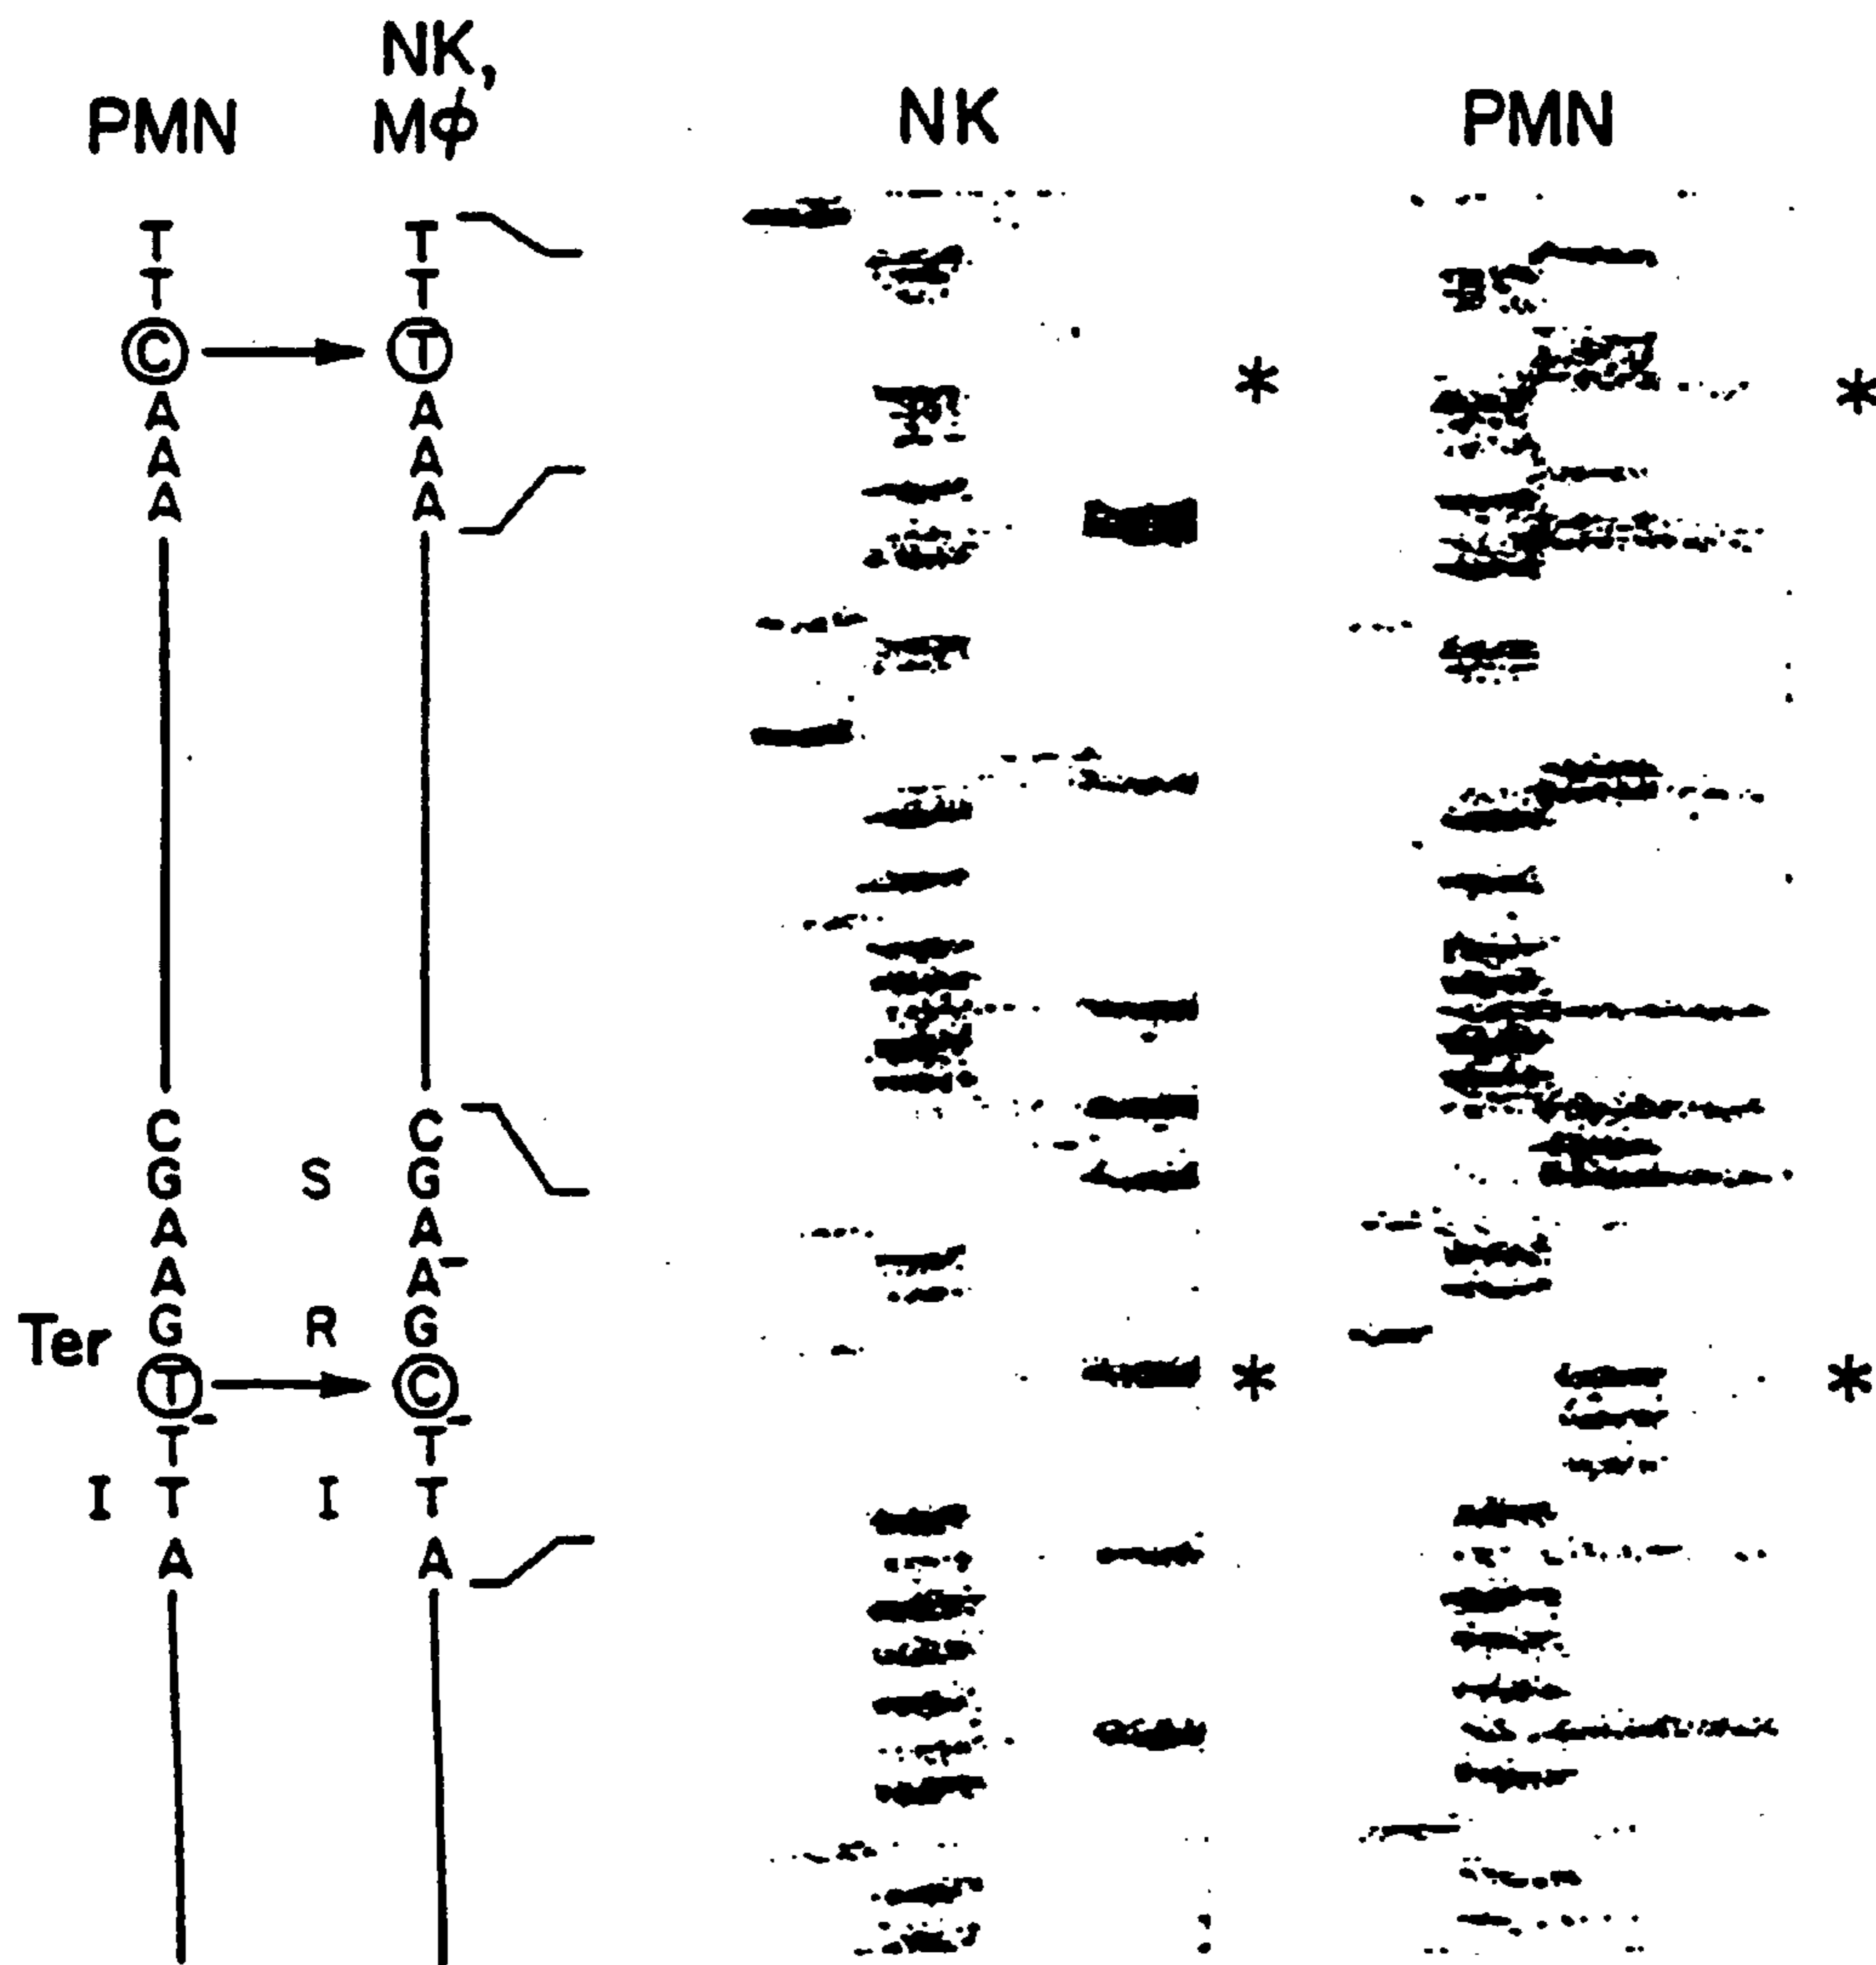 NK,
PMN Mϕ NK PMN
T T
T T
C T
A A * *
A A
A A
C C
G S G
A A
A A
Ter G R G
T C * *
T T
I T I T
A A